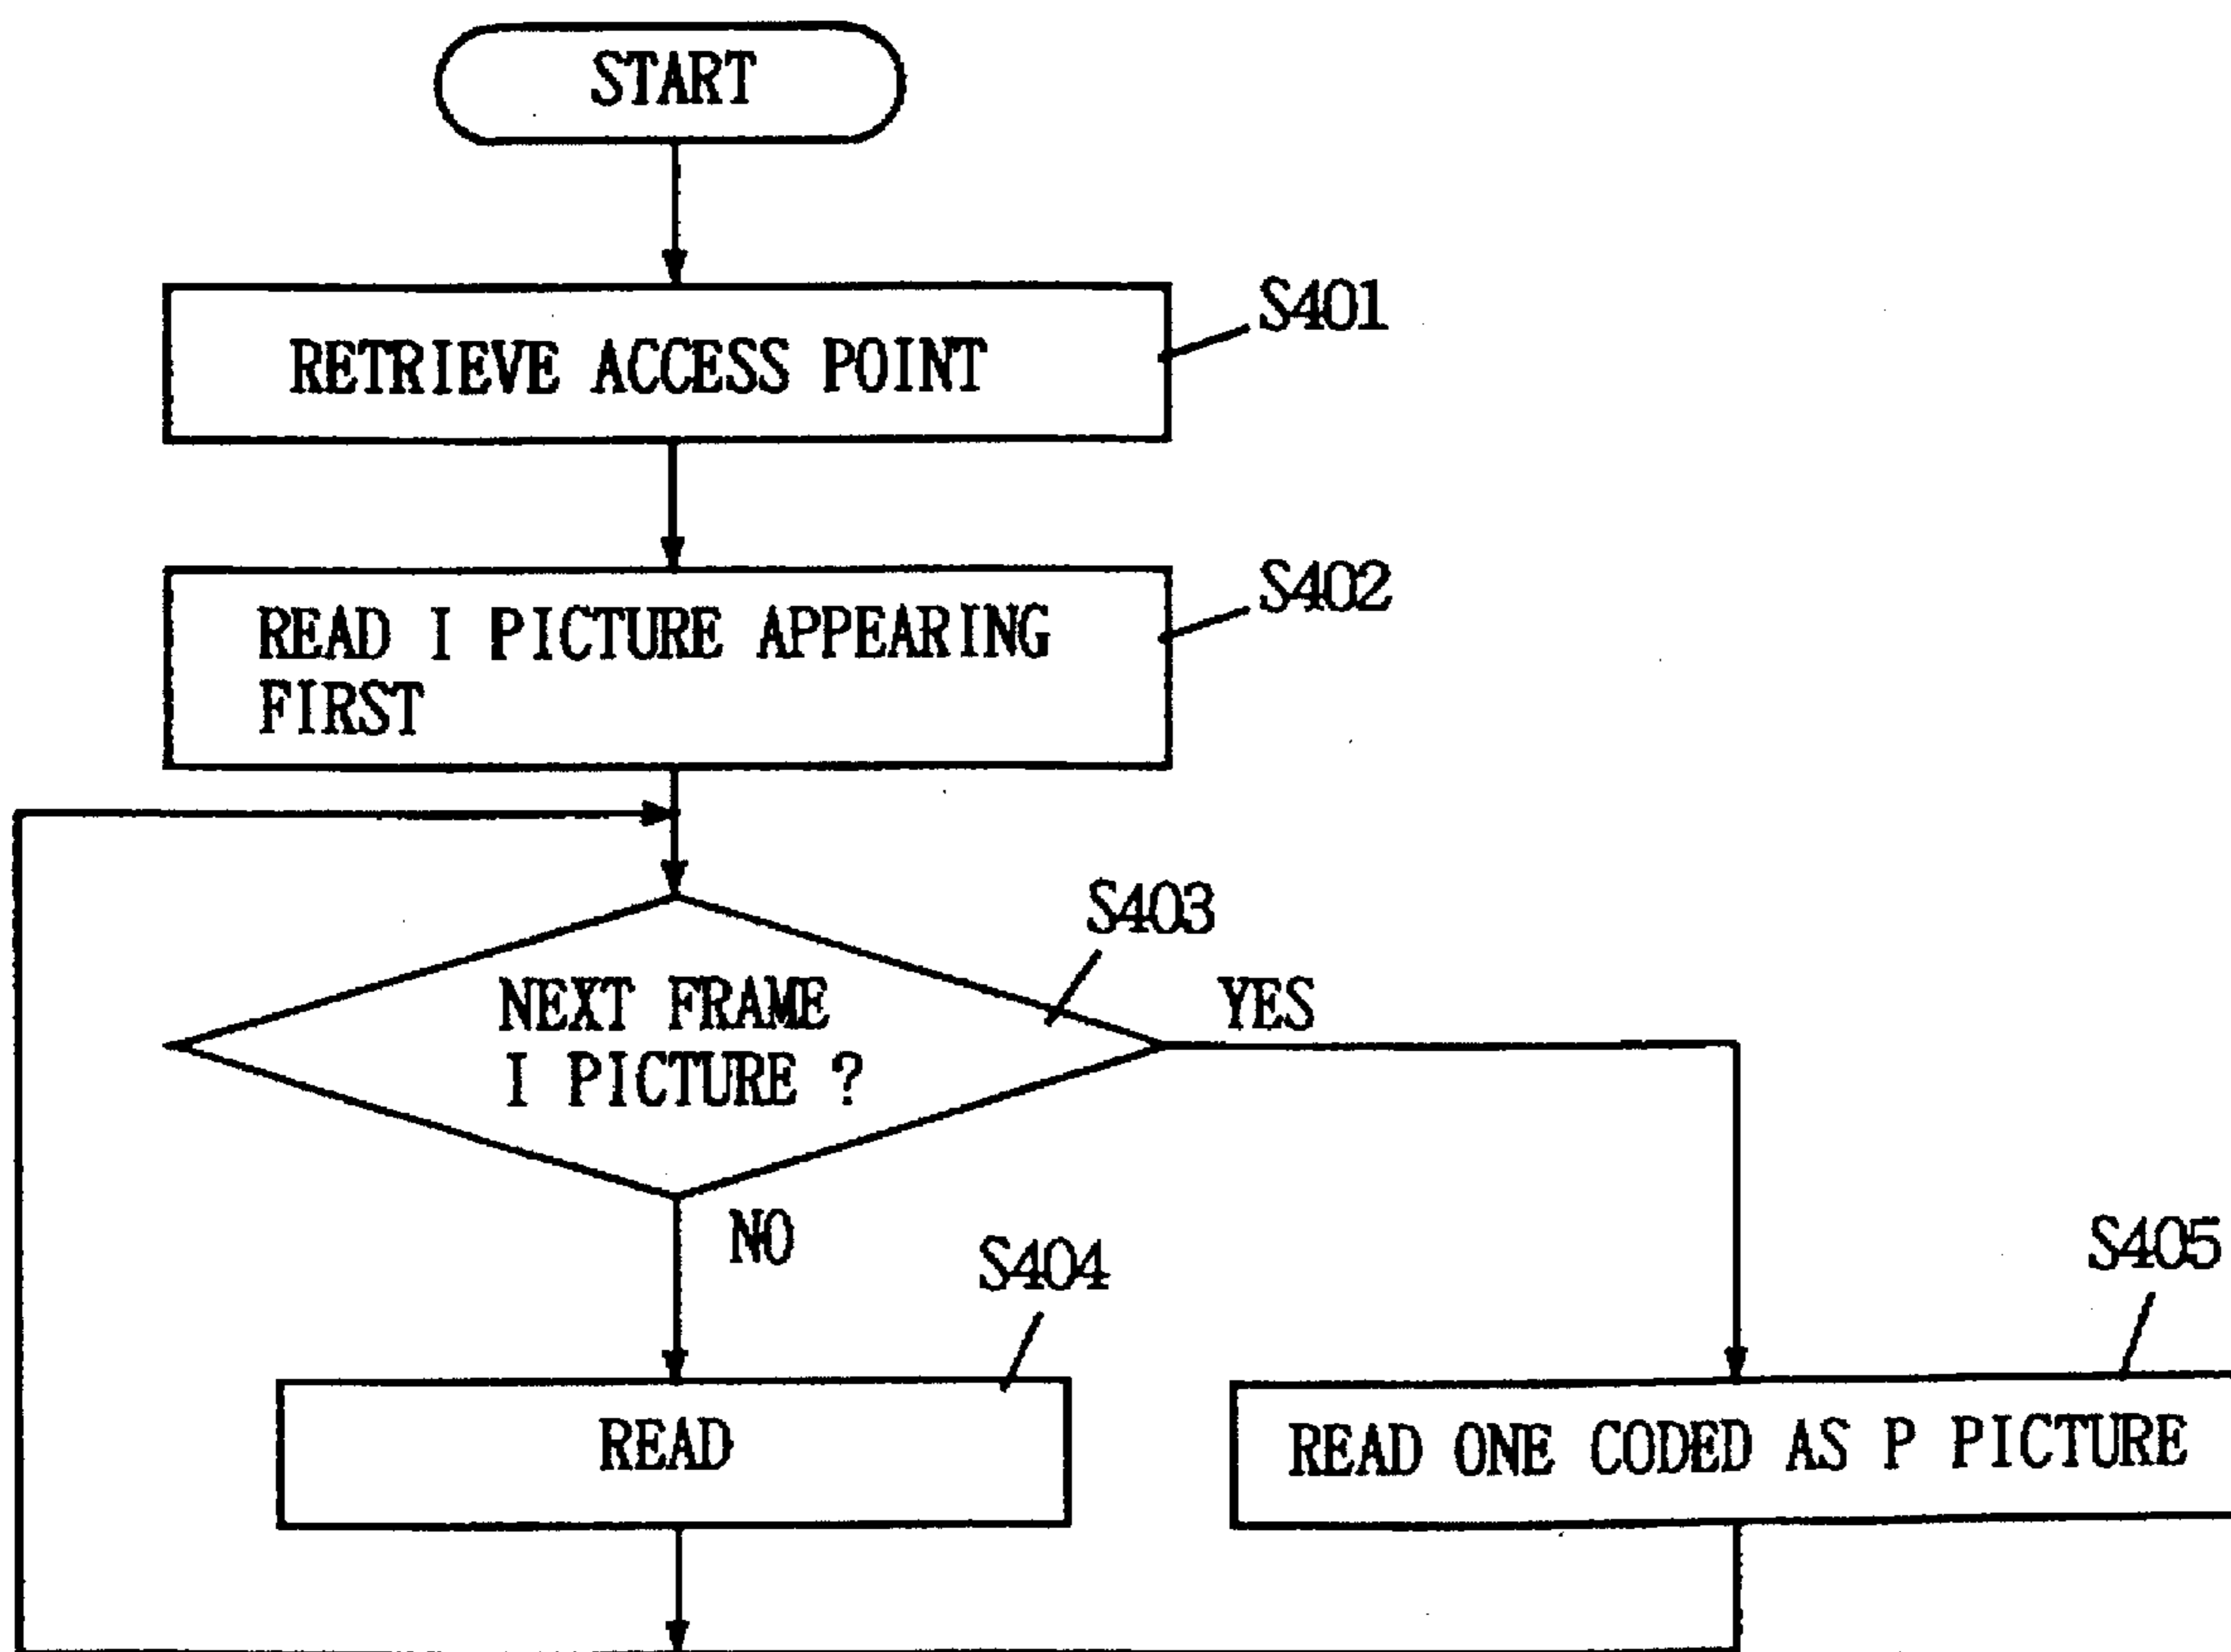 START
RETRIEVE ACCESS POINT
S401
READ I PICTURE APPEARING
FIRST
S402
S403
NEXT FRAME
I PICTURE ?
YES
NO
S404
READ
S405
READ ONE CODED AS P PICTURE